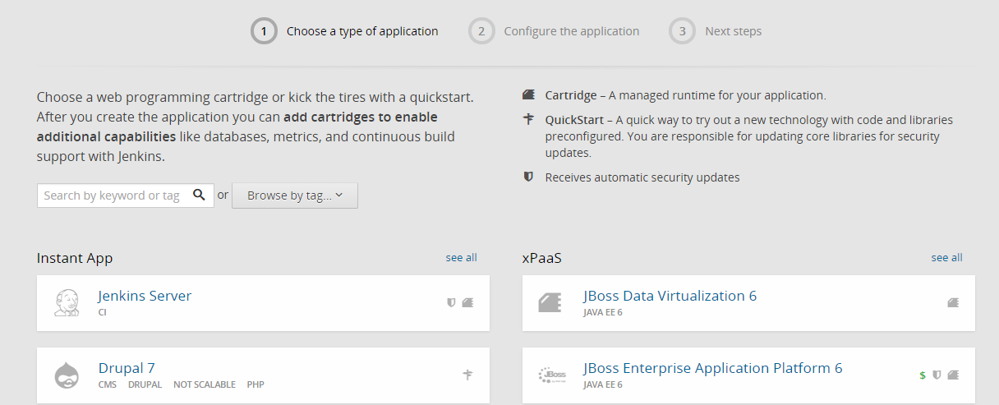 1 Choose a type of application 2 Configure the application 3 Next steps
Choose a web programming cartridge or kick the tires with a quickstart.
After you create the application you can add cartridges to enable
additional capabilities like databases, metrics, and continuous build
support with Jenkins.
Search by keyword or tag or Browse by tag...
Cartridge – A managed runtime for your application.
QuickStart – A quick way to try out a new technology with code and libraries
preconfigured. You are responsible for updating core libraries for security
updates.
Receives automatic security updates
Instant App see all
Jenkins Server
CI
Drupal 7
CMS DRUPAL NOT SCALABLE PHP
xPaaS see all
JBoss Data Virtualization 6
JAVA EE 6
JBoss
JBoss Enterprise Application Platform 6 $
JAVA EE 6